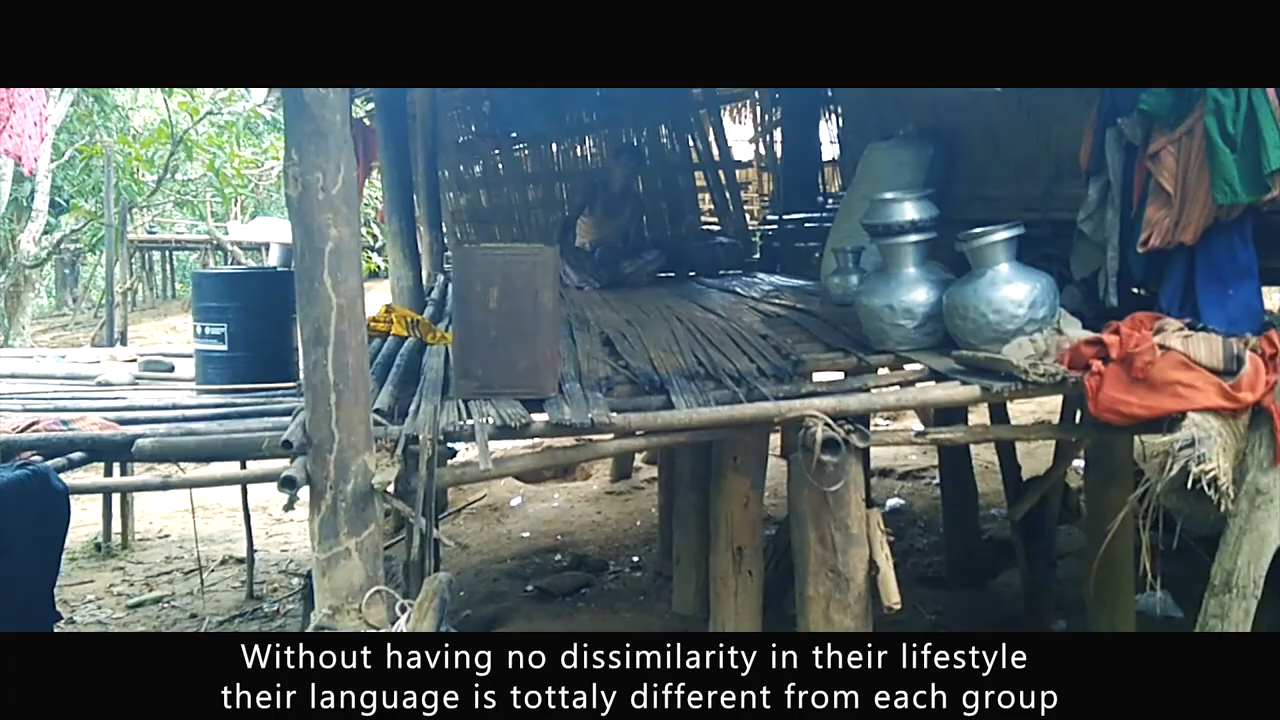 Without having no dissimilarity in their lifestyle
their language is tottaly different from each group